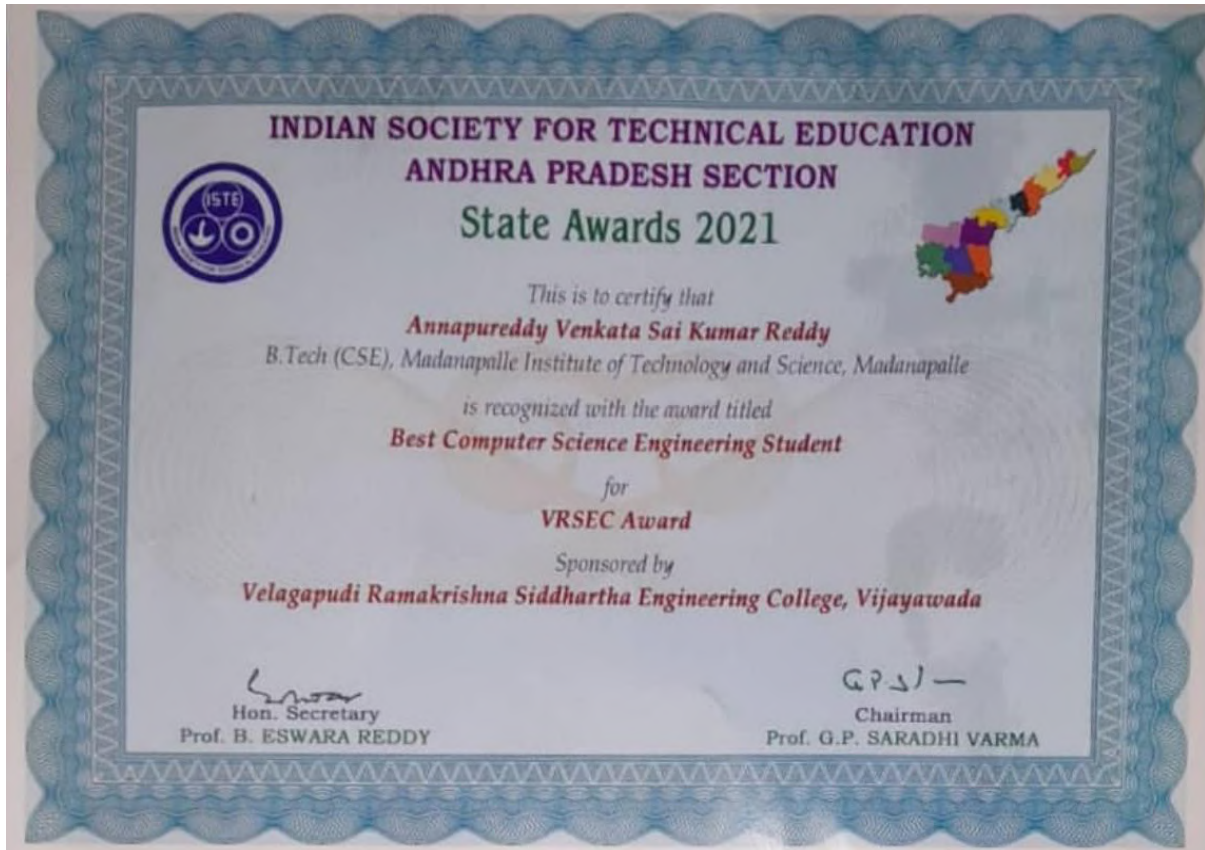 INDIAN SOCIETY FOR TECHNICAL EDUCATION
ANDHRA PRADESH SECTION
State Awards 2021
ISTE
This is to certify that
Annapureddy Venkata Sai Kumar Reddy
B.Tech (CSE), Madanapalle Institute of Technology and Science, Madanapalle
is recognized with the award titled
Best Computer Science Engineering Student
for
VRSEC Award
Sponsored by
Velagapudi Ramakrishna Siddhartha Engineering College, Vijayawada
Hon. Secretary
Prof. B. ESWARA REDDY
Chairman
Prof. G.P. SARADHI VARMA